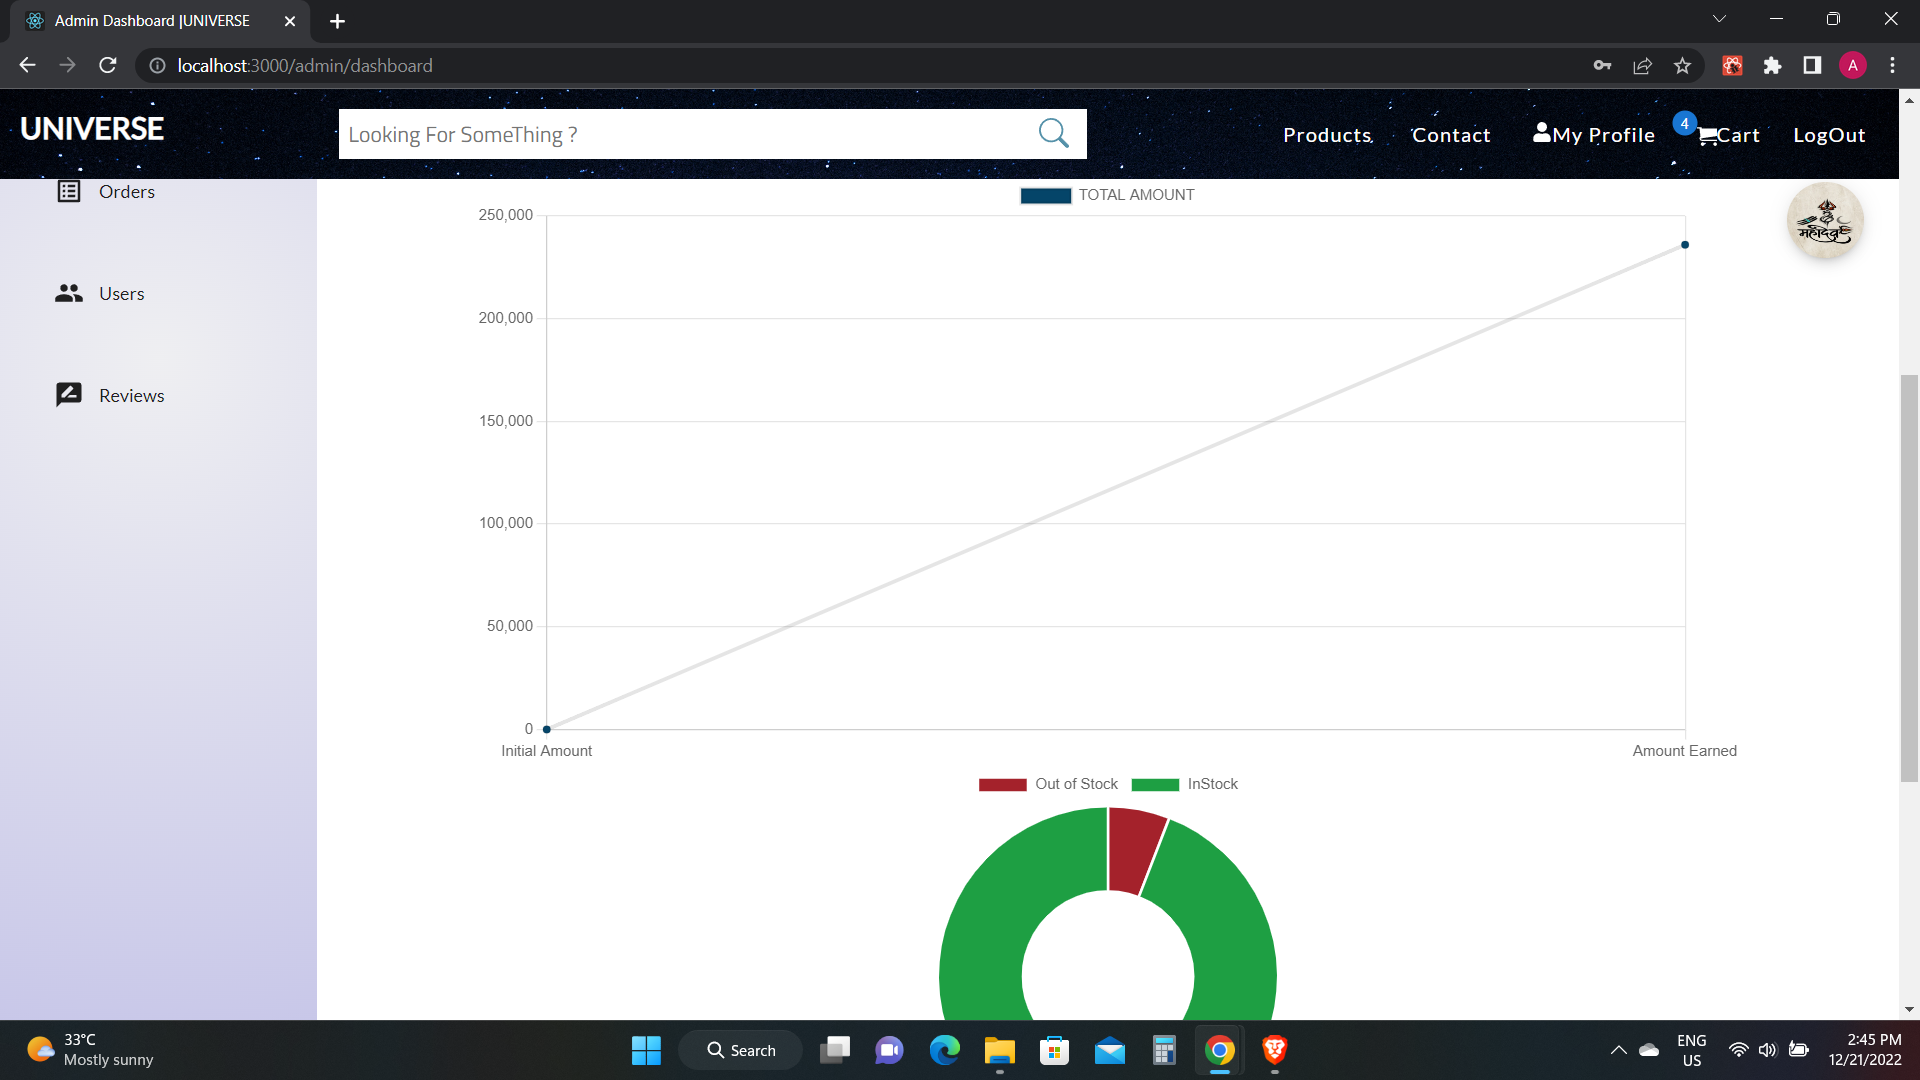 Admin Dashboard |UNIVERSE
localhost:3000/admin/dashboard
A
UNIVERSE
Looking For SomeThing ?
Products
Contact
My Profile
4
Cart
LogOut
Orders
Users
Reviews
TOTAL AMOUNT
250,000
200,000
150,000
100,000
50,000
0
Initial Amount
Amount Earned
महादेव
Out of Stock
InStock
33°C
Mostly sunny
Search
ENG
US
2:45 PM
12/21/2022